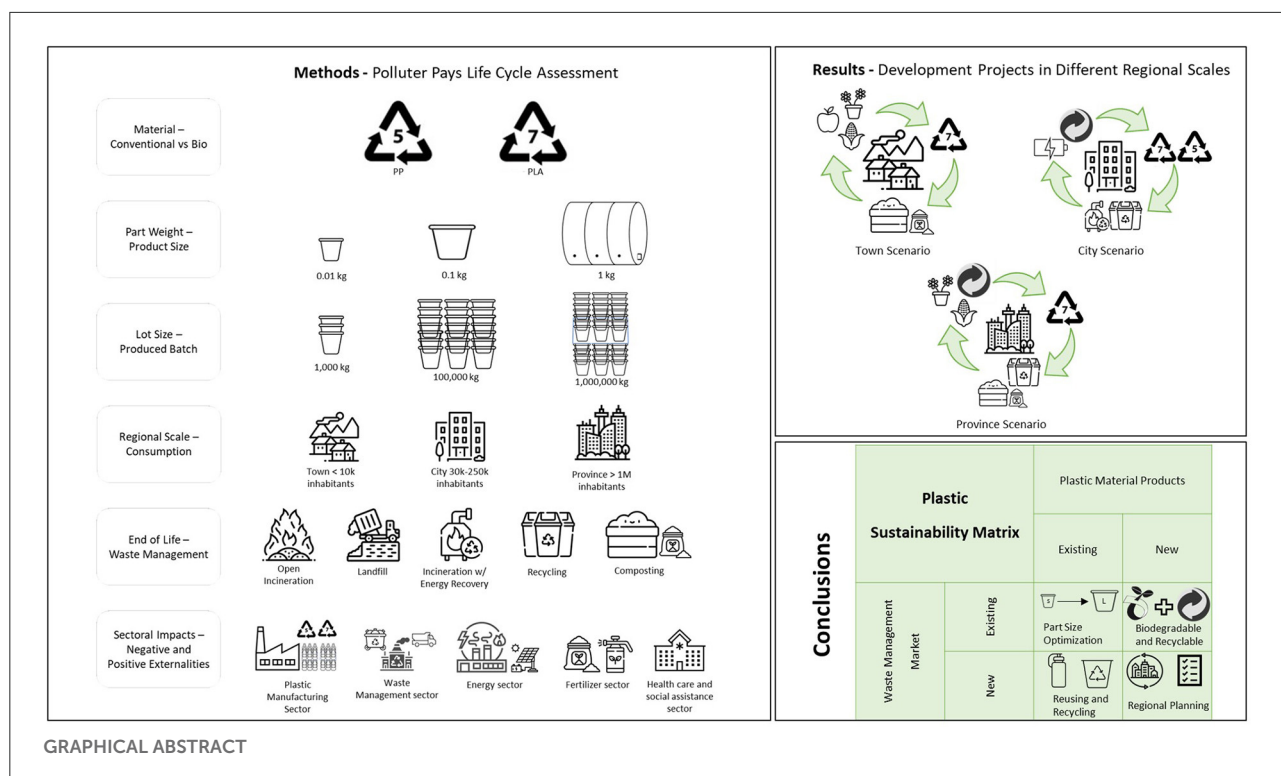 Methods - Polluter Pays Life Cycle Assessment
Material –
Conventional vs Bio
5
PP
7
PLA
Part Weight –
Product Size
0.01 kg
0.1 kg
1 kg
Lot Size –
Produced Batch
1,000 kg
100,000 kg
1,000,000 kg
Regional Scale –
Consumption
Town < 10k
inhabitants
City 30k-250k
inhabitants
Province > 1M
inhabitants
End of Life –
Waste Management
Open
Incineration
Landfill
Incineration w/
Energy Recovery
Recycling
Composting
Sectoral Impacts –
Negative and
Positive Externalities
Plastic
Manufacturing
Sector
Waste
Management sector
Energy sector
Fertilizer sector
Health care and
social assistance
sector
Results - Development Projects in Different Regional Scales
7
Town Scenario
7
5
City Scenario
7
Province Scenario
Conclusions
Plastic
Sustainability Matrix
Plastic Material Products
Existing
New
Waste Management
Market
Existing
S
L
Part Size
Optimization
Biodegradable
and Recyclable
New
Reusing and
Recycling
Regional Planning
GRAPHICAL ABSTRACT